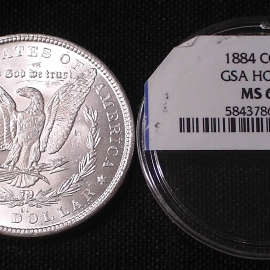 TATES OF AMERICA
In God we trust
DOLLAR
1884 CC
GSA HO
MS 6
5843786